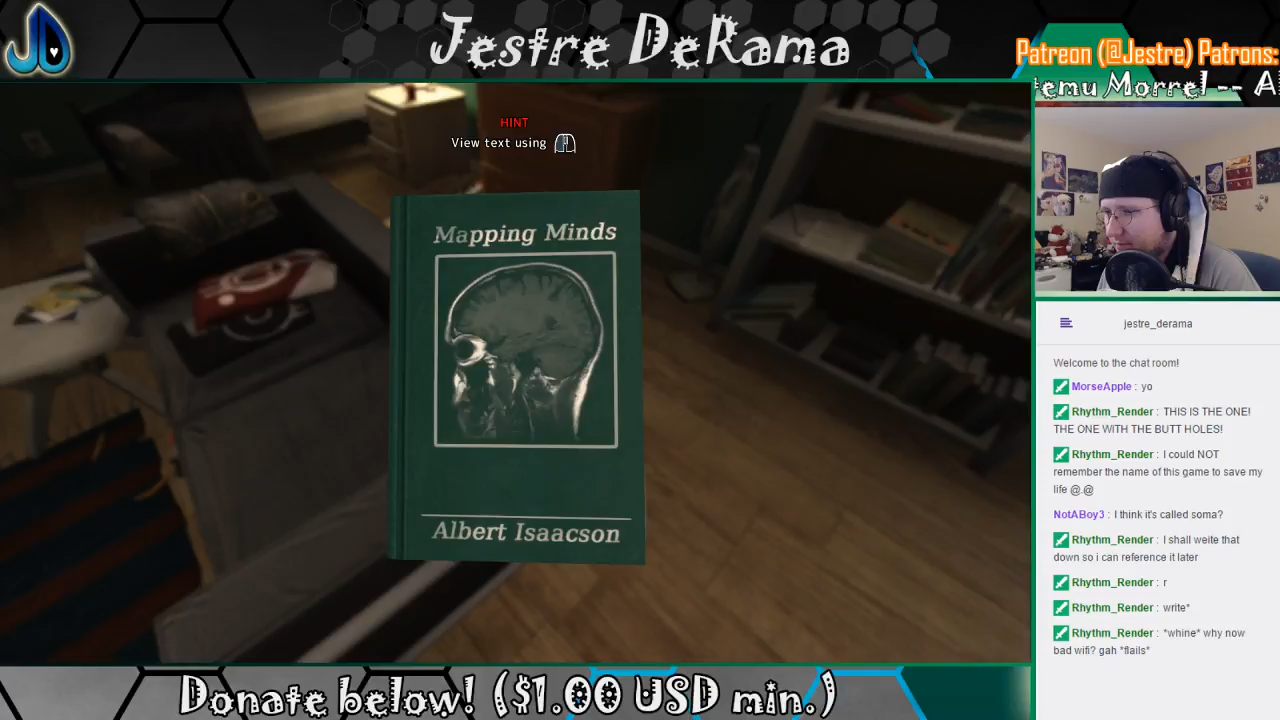 JD
Jestre DeRama
Patreon (@Jestre) Patrons:
temu Morrel -- A
HINT
View text using
Mapping Minds
Albert Isaacson
jestre_derama
Welcome to the chat room!
MorseApple : yo
Rhythm_Render : THIS IS THE ONE!
THE ONE WITH THE BUTT HOLES!
Rhythm_Render : I could NOT
remember the name of this game to save my
life @.@
NotABoy3 : I think it's called soma?
Rhythm_Render : I shall weite that
down so i can reference it later
Rhythm_Render : r
Rhythm_Render : write*
Rhythm_Render : *whine* why now
bad wifi? gah *flails*
Donate below! ($1.00 USD min.)